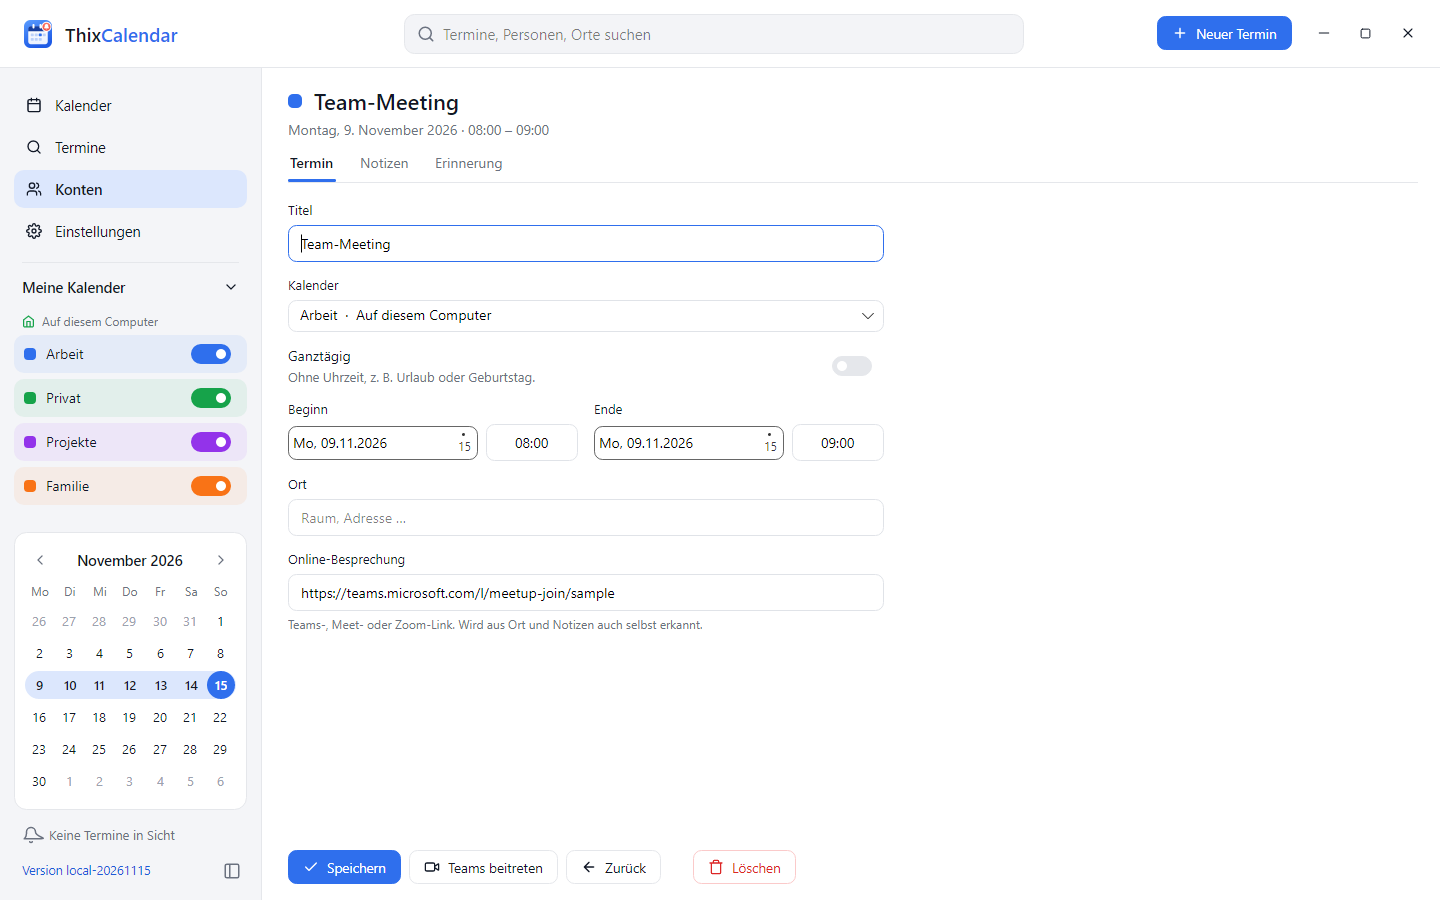 ThixCalendar
Termine, Personen, Orte suchen
Neuer Termin
Kalender
Termine
Konten
Einstellungen
Meine Kalender
Auf diesem Computer
Arbeit
Privat
Projekte
Familie
November 2026
Mo Di Mi Do Fr Sa So
26 27 28 29 30 31 1
2 3 4 5 6 7 8
9 10 11 12 13 14 15
16 17 18 19 20 21 22
23 24 25 26 27 28 29
30 1 2 3 4 5 6
Keine Termine in Sicht
Version local-20261115
Team-Meeting
Montag, 9. November 2026 · 08:00 – 09:00
Termin Notizen Erinnerung
Titel
Team-Meeting
Kalender
Arbeit · Auf diesem Computer
Ganztägig
Ohne Uhrzeit, z. B. Urlaub oder Geburtstag.
Beginn Ende
Mo, 09.11.2026 15 08:00 Mo, 09.11.2026 15 09:00
Ort
Raum, Adresse ...
Online-Besprechung
https://teams.microsoft.com/l/meetup-join/sample
Teams-, Meet- oder Zoom-Link. Wird aus Ort und Notizen auch selbst erkannt.
Speichern Teams beitreten Zurück Löschen